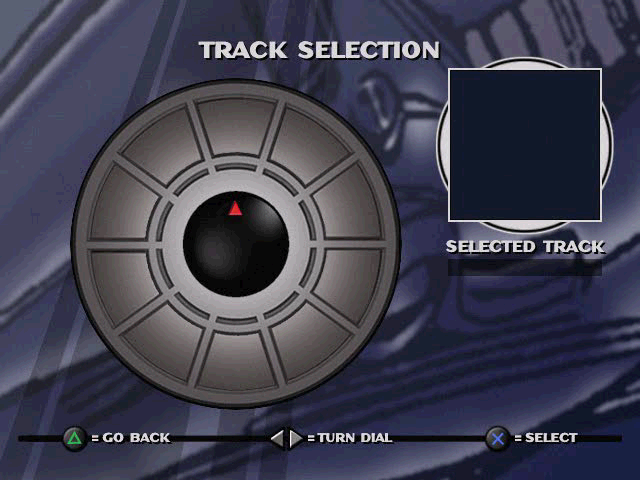 TRACK SELECTION
SELECTED TRACK
= GO BACK
= TURN DIAL
= SELECT